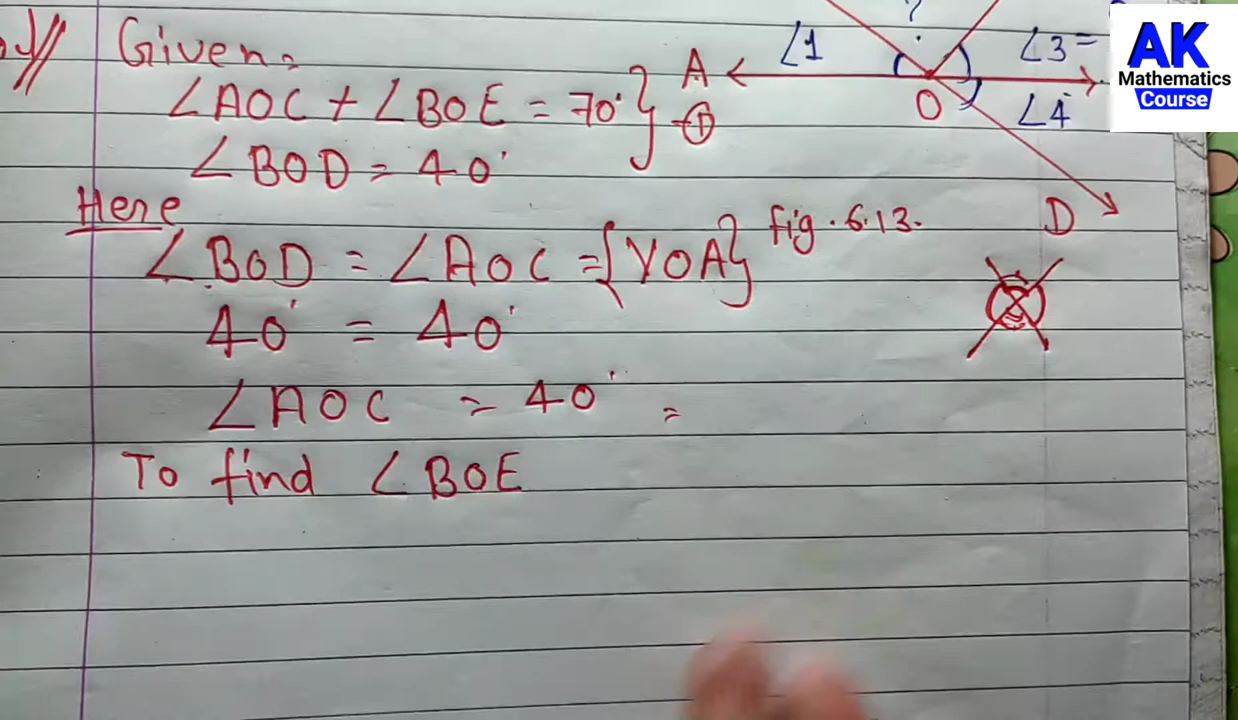 Given:
∠AOC + ∠BOE = 70° } ①
∠BOD = 40°
Here
∠BOD = ∠AOC = {VOA}
40° = 40°
∠AOC = 40° =
To find ∠BOE
?
∠1
∠3=
A
O
∠4
D
fig. 6.13.
AK
Mathematics
Course